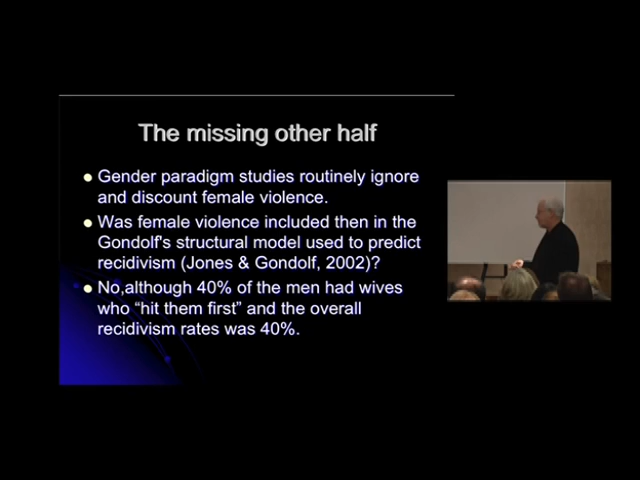 The missing other half
Gender paradigm studies routinely ignore
and discount female violence.
Was female violence included then in the
Gondolf's structural model used to predict
recidivism (Jones & Gondolf, 2002)?
No,although 40% of the men had wives
who “hit them first” and the overall
recidivism rates was 40%.